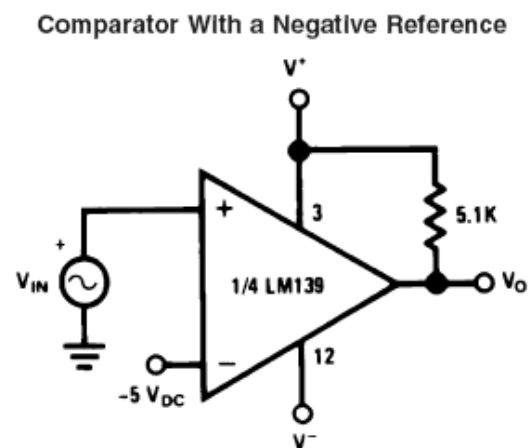 Comparator With a Negative Reference
V+
+
3
5.1K
+
VIN
1/4 LM139
VO
−
12
-5 VDC
V−